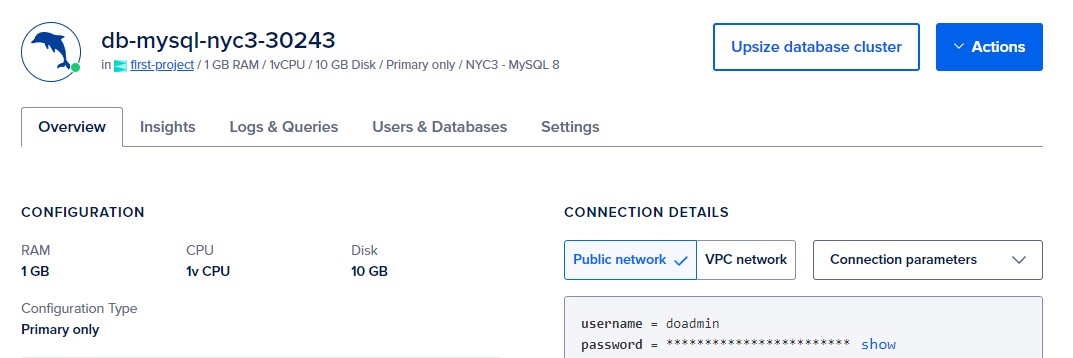 db-mysql-nyc3-30243
in first-project / 1 GB RAM / 1vCPU / 10 GB Disk / Primary only / NYC3 - MySQL 8
Upsize database cluster
Actions
Overview Insights Logs & Queries Users & Databases Settings
CONFIGURATION
RAM CPU Disk
1 GB 1v CPU 10 GB
Configuration Type
Primary only
CONNECTION DETAILS
Public network VPC network Connection parameters
username = doadmin
password = ************************ show